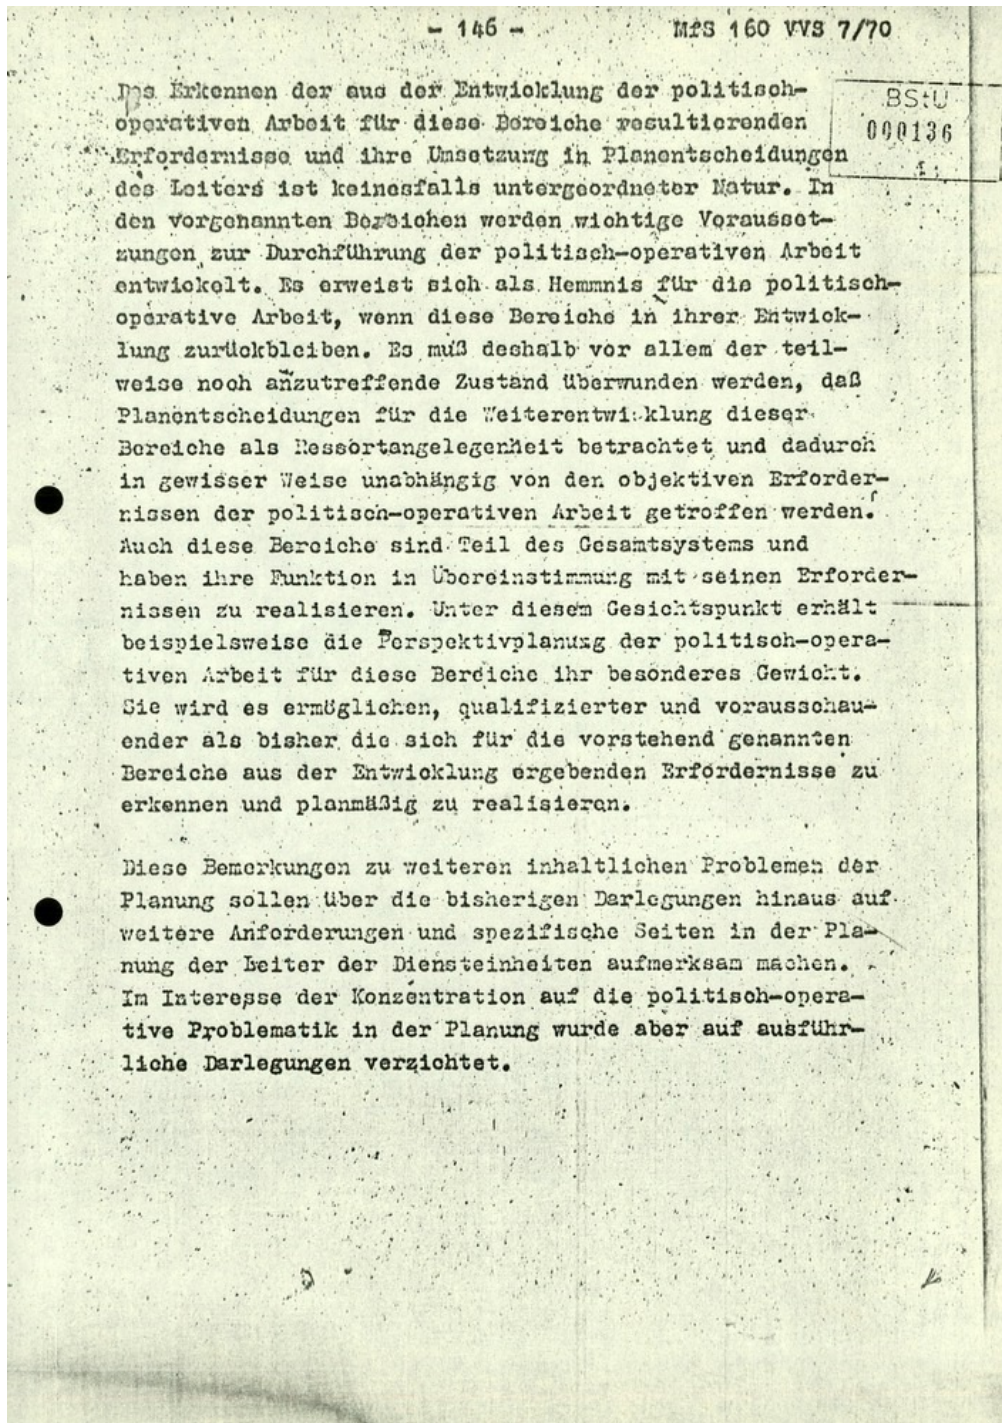 - 146 -
MfS 160 VVS 7/70
BStU
000136
Das Erkennen der aus der Entwicklung der politisch-
operativen Arbeit für diese Bereiche resultierenden
Erfordernisse und ihre Umsetzung in Planentscheidungen
des Leiters ist keinesfalls untergeordneter Natur. In
den vorgenannten Bereichen werden wichtige Vorausset-
zungen zur Durchführung der politisch-operativen Arbeit
entwickelt. Es erweist sich als Hemmnis für die politisch-
operative Arbeit, wenn diese Bereiche in ihrer Entwick-
lung zurückbleiben. Es muß deshalb vor allem der teil-
weise noch anzutreffende Zustand überwunden werden, daß
Planentscheidungen für die Weiterentwicklung dieser
Bereiche als Ressortangelegenheit betrachtet und dadurch
in gewisser Weise unabhängig von den objektiven Erforder-
nissen der politisch-operativen Arbeit getroffen werden.
Auch diese Bereiche sind Teil des Gesamtsystems und
haben ihre Funktion in Übereinstimmung mit seinen Erforder-
nissen zu realisieren. Unter diesem Gesichtspunkt erhält
beispielsweise die Perspektivplanung der politisch-opera-
tiven Arbeit für diese Bereiche ihr besonderes Gewicht.
Sie wird es ermöglichen, qualifizierter und vorausschau-
ender als bisher die sich für die vorstehend genannten
Bereiche aus der Entwicklung ergebenden Erfordernisse zu
erkennen und planmäßig zu realisieren.
Diese Bemerkungen zu weiteren inhaltlichen Problemen der
Planung sollen über die bisherigen Darlegungen hinaus auf
weitere Anforderungen und spezifische Seiten in der Pla-
nung der Leiter der Diensteinheiten aufmerksam machen.
Im Interesse der Konzentration auf die politisch-opera-
tive Problematik in der Planung wurde aber auf ausführ-
liche Darlegungen verzichtet.